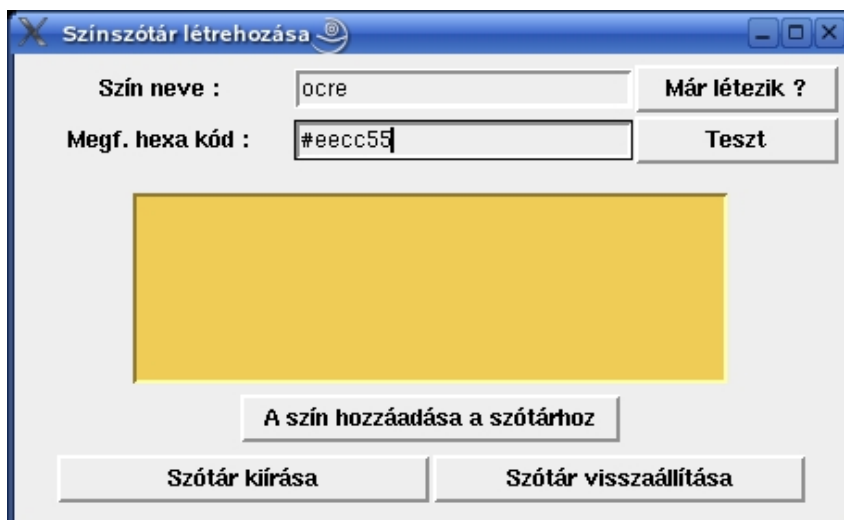 Színszótár létrehozása
Szín neve : ocre Már létezik ?
Megf. hexa kód : #eecc55 Teszt
A szín hozzáadása a szótárhoz
Szótár kiírása Szótár visszaállítása